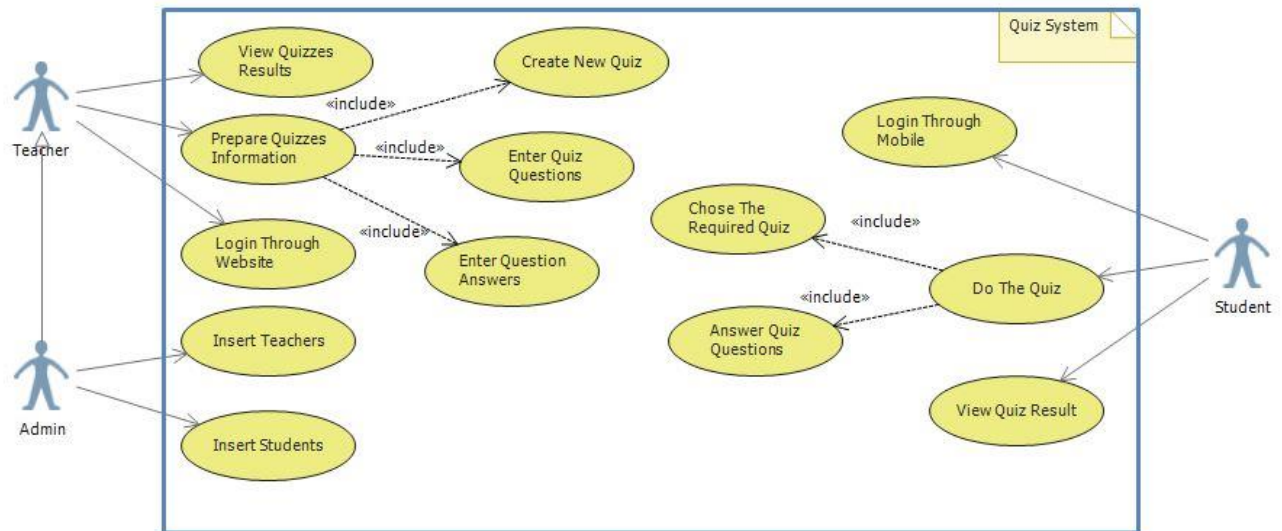 Quiz System
View Quizzes
Results
Create New Quiz
«include»
Teacher
Prepare Quizzes
Information
«include»
Enter Quiz
Questions
Login Through
Mobile
«include»
Login Through
Website
Enter Question
Answers
Chose The
Required Quiz
«include»
Do The Quiz
Student
«include»
Answer Quiz
Questions
Insert Teachers
View Quiz Result
Admin
Insert Students